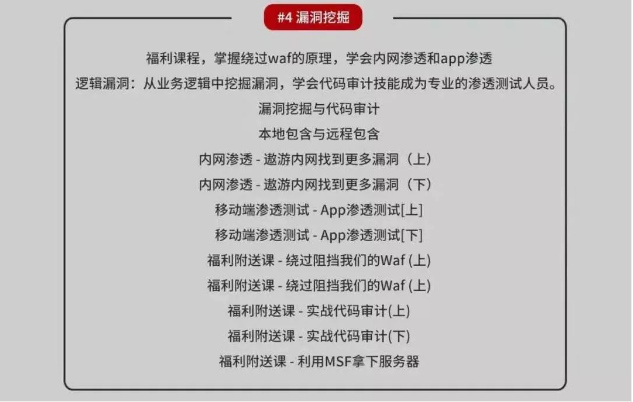 #4 漏洞挖掘
福利课程，掌握绕过waf的原理，学会内网渗透和app渗透
逻辑漏洞：从业务逻辑中挖掘漏洞，学会代码审计技能成为专业的渗透测试人员。
漏洞挖掘与代码审计
本地包含与远程包含
内网渗透 - 遨游内网找到更多漏洞（上）
内网渗透 - 遨游内网找到更多漏洞（下）
移动端渗透测试 - App渗透测试[上]
移动端渗透测试 - App渗透测试[下]
福利附送课 - 绕过阻挡我们的Waf (上)
福利附送课 - 绕过阻挡我们的Waf (上)
福利附送课 - 实战代码审计(上)
福利附送课 - 实战代码审计(下)
福利附送课 - 利用MSF拿下服务器